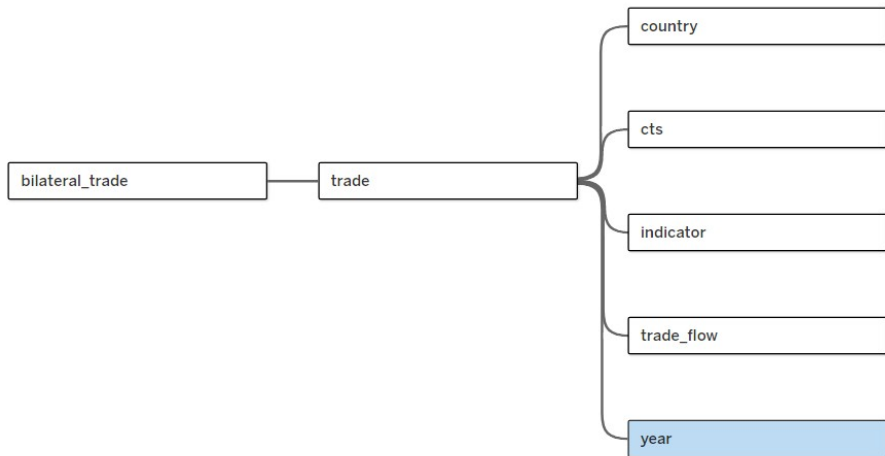 bilateral_trade
trade
country
cts
indicator
trade_flow
year